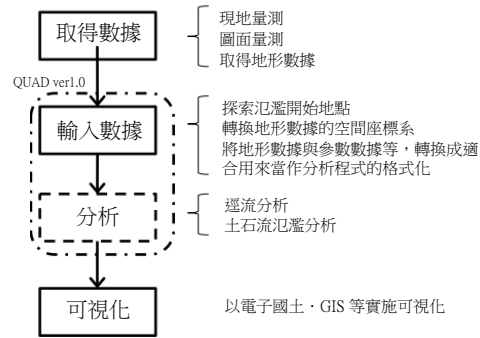 取得數據
現地量測
圖面量測
取得地形數據
QUAD ver1.0
輸入數據
探索氾濫開始地點
轉換地形數據的空間座標系
將地形數據與參數數據等，轉換成適
合用來當作分析程式的格式化
分析
逕流分析
土石流氾濫分析
可視化
以電子國土．GIS 等實施可視化